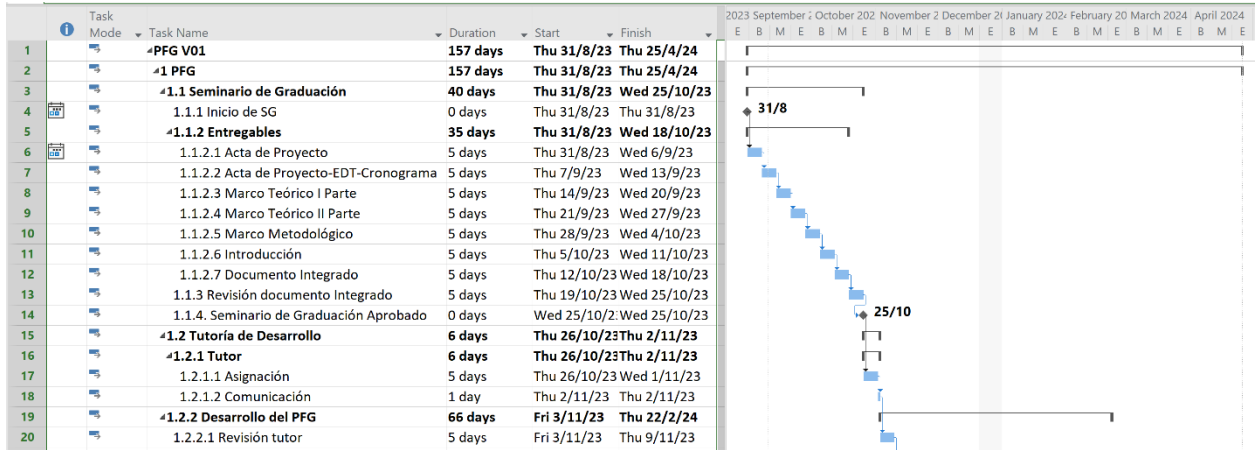 Task
Mode Task Name Duration Start Finish
2023 September 2 October 202 November 2 December 20 January 2024 February 20 March 2024 April 2024
E B M E B M E B M E B M E B M E B M E B M E B M E
1 PFG V01 157 days Thu 31/8/23 Thu 25/4/24
2 1 PFG 157 days Thu 31/8/23 Thu 25/4/24
3 1.1 Seminario de Graduación 40 days Thu 31/8/23 Wed 25/10/23
4 1.1.1 Inicio de SG 0 days Thu 31/8/23 Thu 31/8/23 31/8
5 1.1.2 Entregables 35 days Thu 31/8/23 Wed 18/10/23
6 1.1.2.1 Acta de Proyecto 5 days Thu 31/8/23 Wed 6/9/23
7 1.1.2.2 Acta de Proyecto-EDT-Cronograma 5 days Thu 7/9/23 Wed 13/9/23
8 1.1.2.3 Marco Teórico I Parte 5 days Thu 14/9/23 Wed 20/9/23
9 1.1.2.4 Marco Teórico II Parte 5 days Thu 21/9/23 Wed 27/9/23
10 1.1.2.5 Marco Metodológico 5 days Thu 28/9/23 Wed 4/10/23
11 1.1.2.6 Introducción 5 days Thu 5/10/23 Wed 11/10/23
12 1.1.2.7 Documento Integrado 5 days Thu 12/10/23 Wed 18/10/23
13 1.1.3 Revisión documento Integrado 5 days Thu 19/10/23 Wed 25/10/23
14 1.1.4. Seminario de Graduación Aprobado 0 days Wed 25/10/2 Wed 25/10/23 25/10
15 1.2 Tutoría de Desarrollo 6 days Thu 26/10/23 Thu 2/11/23
16 1.2.1 Tutor 6 days Thu 26/10/23 Thu 2/11/23
17 1.2.1.1 Asignación 5 days Thu 26/10/23 Wed 1/11/23
18 1.2.1.2 Comunicación 1 day Thu 2/11/23 Thu 2/11/23
19 1.2.2 Desarrollo del PFG 66 days Fri 3/11/23 Thu 22/2/24
20 1.2.2.1 Revisión tutor 5 days Fri 3/11/23 Thu 9/11/23